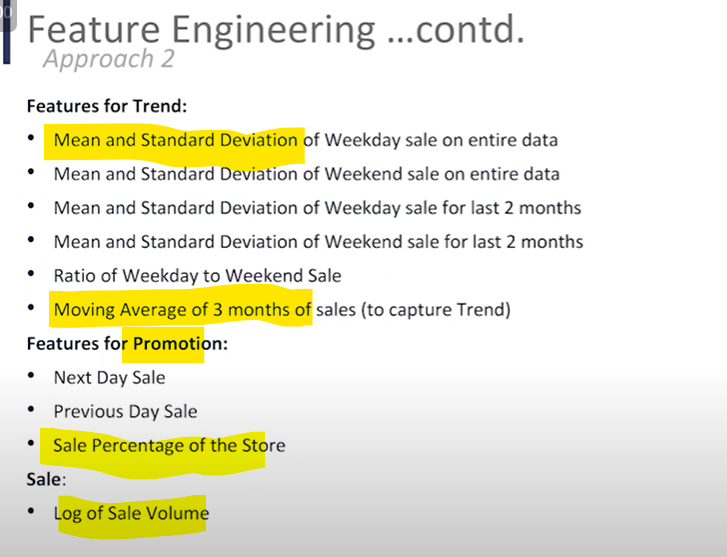 00
Feature Engineering ...contd.
Approach 2
Features for Trend:
• Mean and Standard Deviation of Weekday sale on entire data
• Mean and Standard Deviation of Weekend sale on entire data
• Mean and Standard Deviation of Weekday sale for last 2 months
• Mean and Standard Deviation of Weekend sale for last 2 months
• Ratio of Weekday to Weekend Sale
• Moving Average of 3 months of sales (to capture Trend)
Features for Promotion:
• Next Day Sale
• Previous Day Sale
• Sale Percentage of the Store
Sale:
• Log of Sale Volume